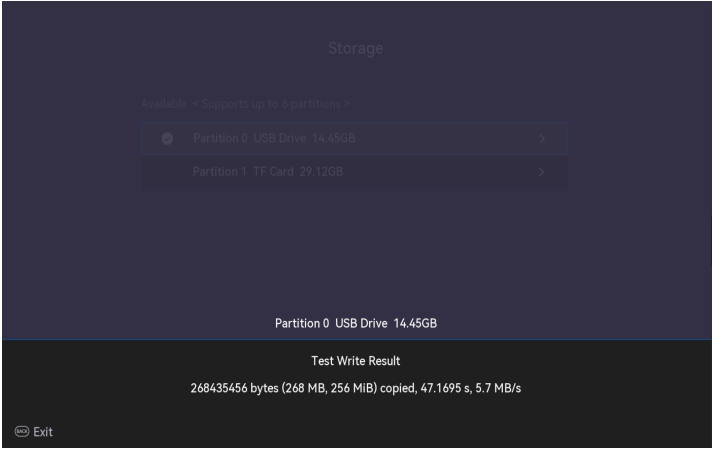 Storage
Available < Supports up to 6 partitions >
Partition 0 USB Drive 14.45GB
Partition 1 TF Card 29.12GB
Partition 0 USB Drive 14.45GB
Test Write Result
268435456 bytes (268 MB, 256 MiB) copied, 47.1695 s, 5.7 MB/s
BACK Exit